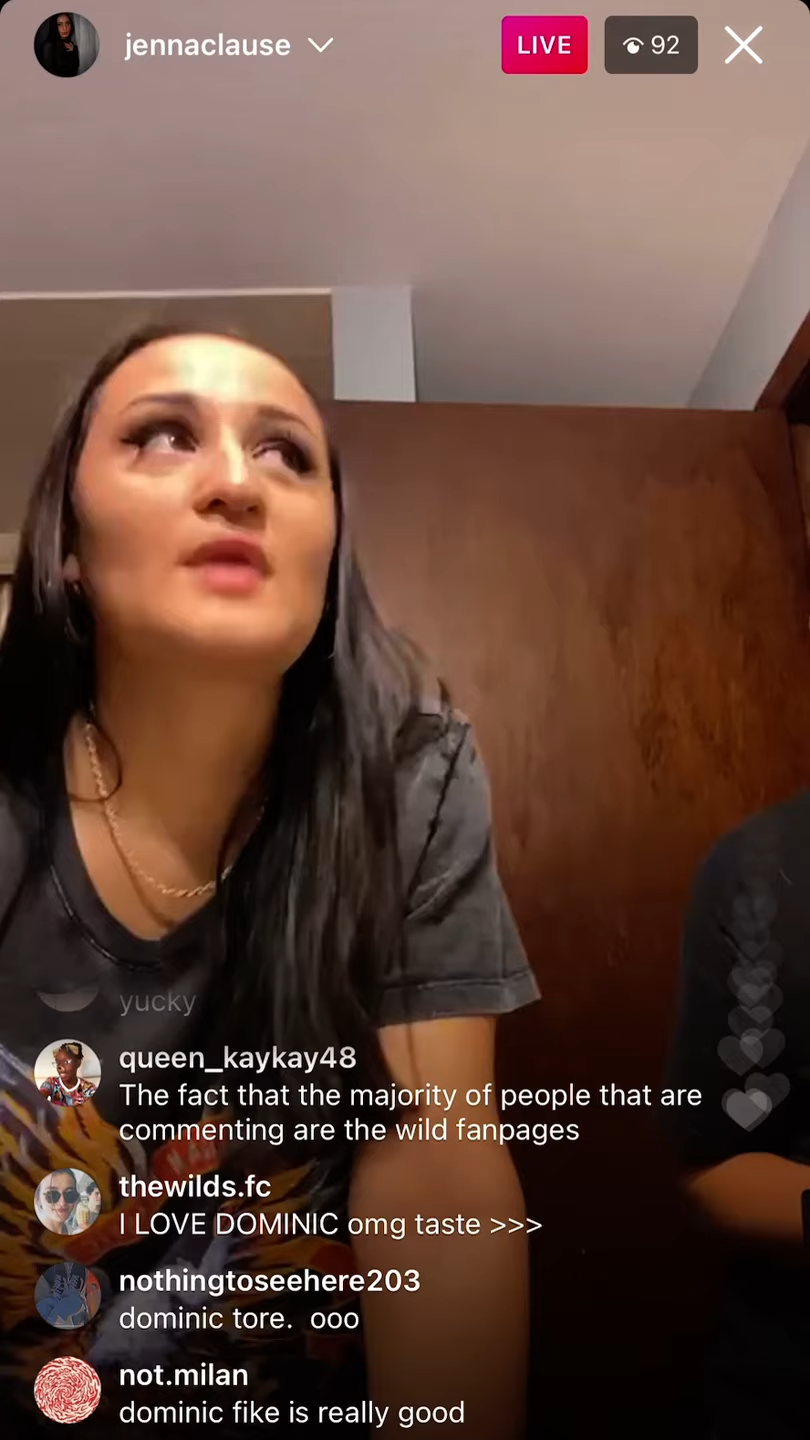 jennaclause
LIVE
92
yucky
queen_kaykay48
The fact that the majority of people that are
commenting are the wild fanpages
thewilds.fc
I LOVE DOMINIC omg taste >>>
nothingtoseehere203
dominic tore.  ooo
not.milan
dominic fike is really good